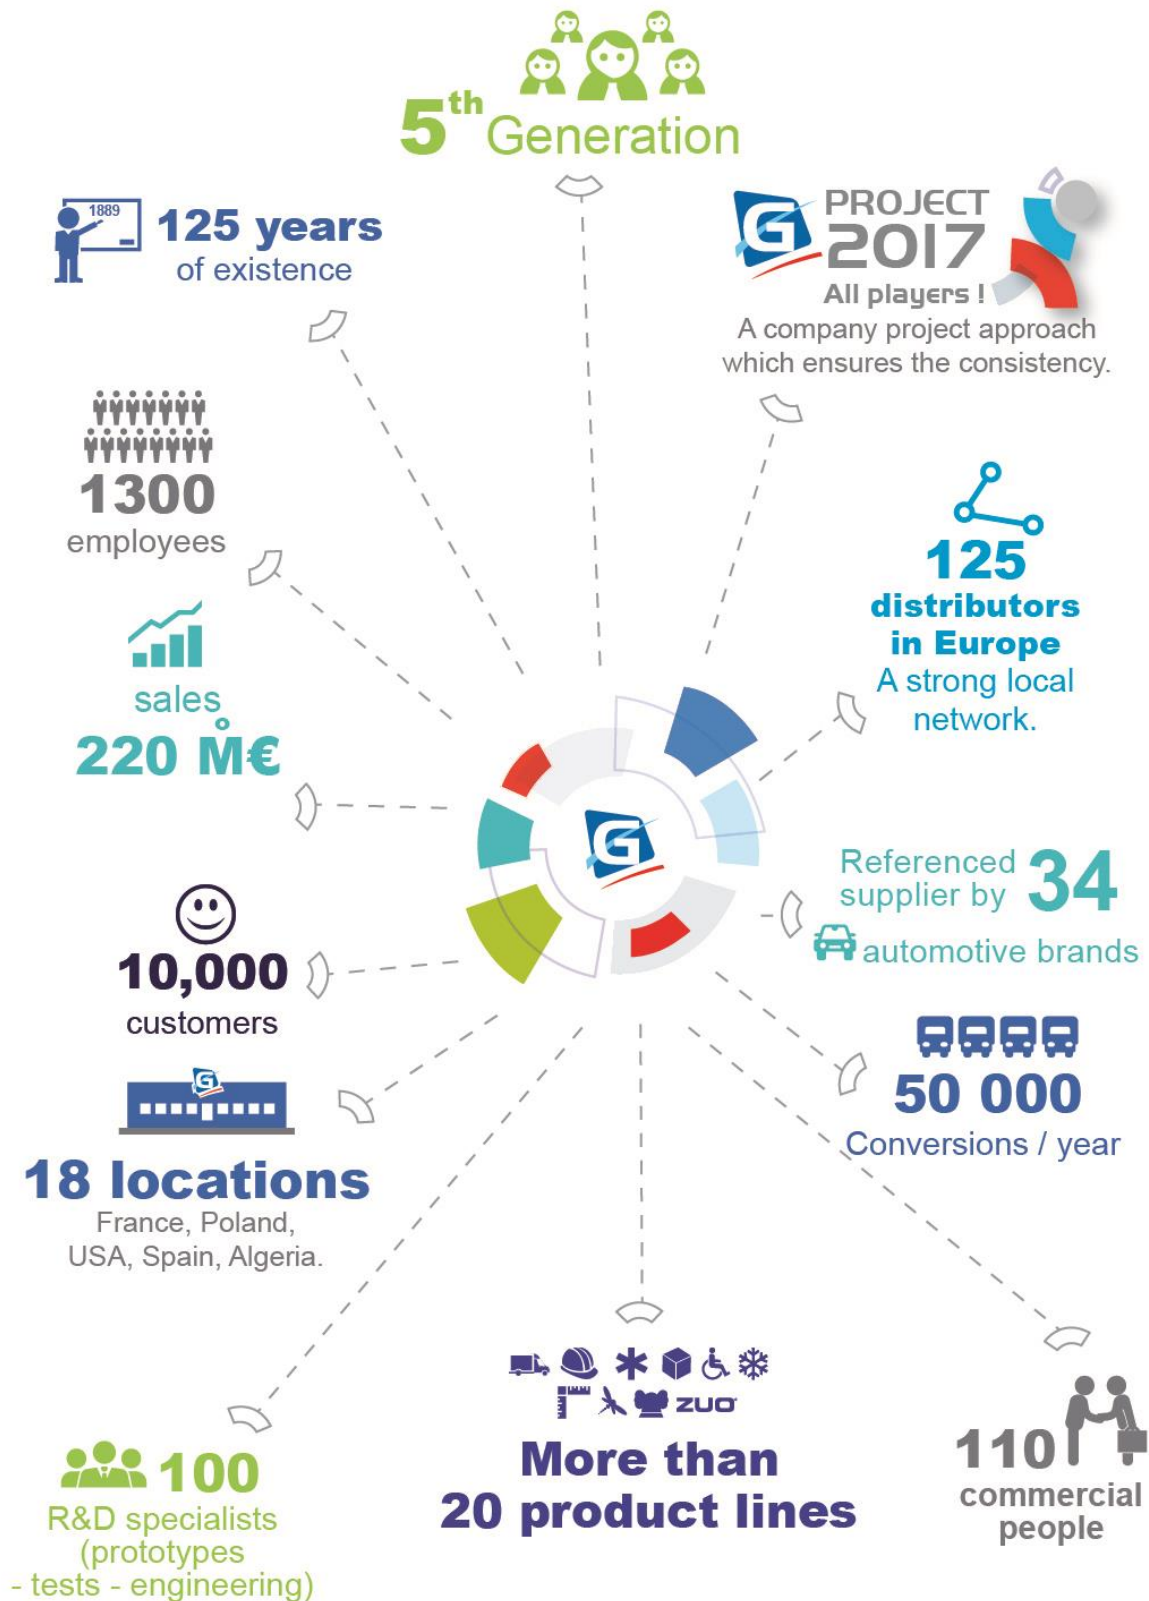 5th Generation
1889
125 years
of existence
G
PROJECT
2017
All players !
A company project approach
which ensures the consistency.
1300
employees
125
distributors
in Europe
A strong local
network.
sales
220 M€
G
Referenced
supplier by 34
automotive brands
10,000
customers
50 000
Conversions / year
G
18 locations
France, Poland,
USA, Spain, Algeria.
ZUO
More than
20 product lines
110
commercial
people
100
R&D specialists
(prototypes
- tests - engineering)